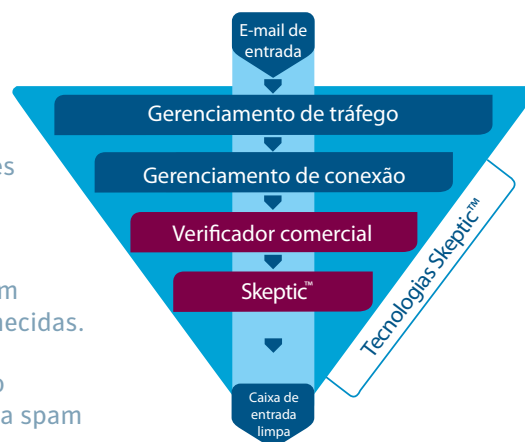 E-mail de
entrada
Gerenciamento de tráfego
es
Gerenciamento de conexão
Verificador comercial
m
Skeptic™
hecidas.
Tecnologias Skeptic™
o
a spam
Caixa de
entrada
limpa